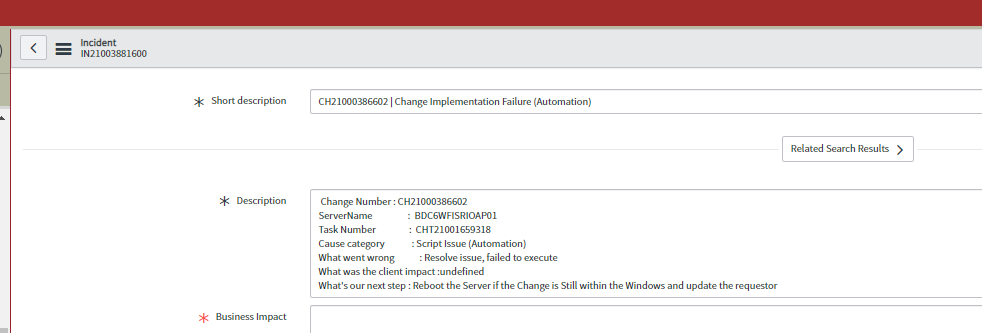 Incident
IN21003881600
Short description
CH21000386602 | Change Implementation Failure (Automation)
Related Search Results
Description
Change Number : CH21000386602
ServerName : BDC6WFISRIOAP01
Task Number : CHT21001659318
Cause category : Script Issue (Automation)
What went wrong : Resolve issue, failed to execute
What was the client impact :undefined
What's our next step : Reboot the Server if the Change is Still within the Windows and update the requestor
Business Impact